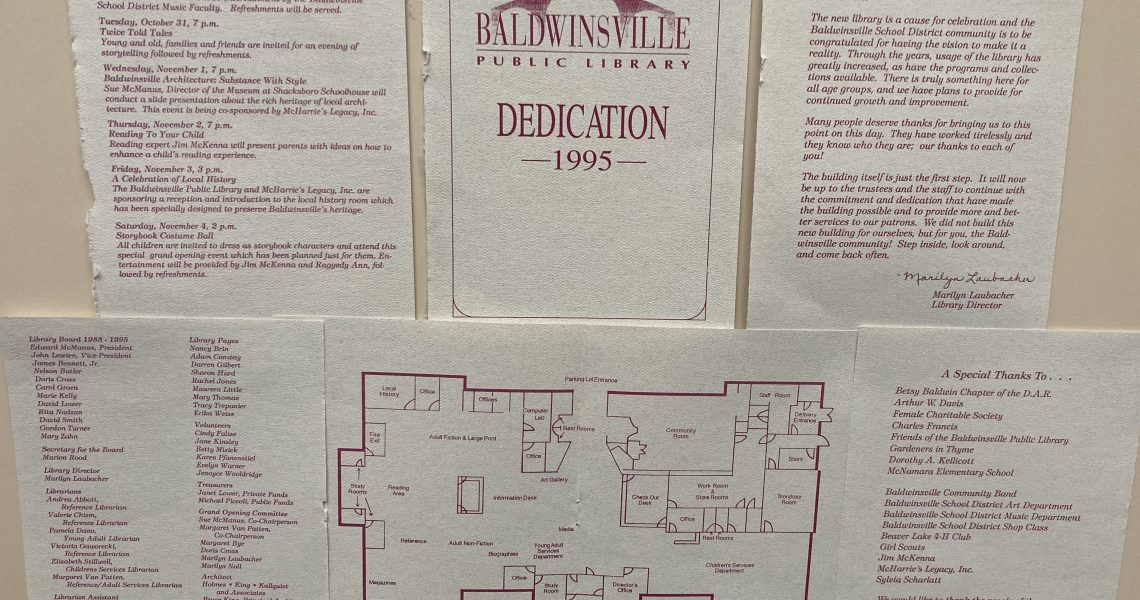 School District Music Faculty. Refreshments will be served.
Tuesday, October 31, 7 p.m.
Twice Told Tales
Young and old, families and friends are invited for an evening of
storytelling followed by refreshments.
Wednesday, November 1, 7 p.m.
Baldwinsville Architecture: Substance With Style
Sue McManus, Director of the Museum at Shacksboro Schoolhouse will
conduct a slide presentation about the rich heritage of local archi-
tecture. This event is being co-sponsored by McHarrie's Legacy, Inc.
Thursday, November 2, 7 p.m.
Reading To Your Child
Reading expert Jim McKenna will present parents with ideas on how to
enhance a child's reading experience.
Friday, November 3, 3 p.m.
A Celebration of Local History
The Baldwinsville Public Library and McHarrie's Legacy, Inc. are
sponsoring a reception and introduction to the local history room which
has been specially designed to preserve Baldwinsville's heritage.
Saturday, November 4, 2 p.m.
Storybook Costume Ball
All children are invited to dress as storybook characters and attend this
special grand opening event which has been planned just for them. En-
tertainment will be provided by Jim McKenna and Raggedy Ann, fol-
lowed by refreshments.
BALDWINSVILLE
PUBLIC LIBRARY
DEDICATION
—1995—
The new library is a cause for celebration and the
Baldwinsville School District community is to be
congratulated for having the vision to make it a
reality. Through the years, usage of the library has
greatly increased, as have the programs and collec-
tions available. There is truly something here for
all age groups, and we have plans to provide for
continued growth and improvement.
Many people deserve thanks for bringing us to this
point on this day. They have worked tirelessly and
they know who they are; our thanks to each of
you!
The building itself is just the first step. It will now
be up to the trustees and the staff to continue with
the commitment and dedication that have made
the building possible and to provide more and bet-
ter services to our patrons. We did not build this
new building for ourselves, but for you, the Bald-
winsville community! Step inside, look around,
and come back often.
Marilyn Laubacher
Marilyn Laubacher
Library Director
Library Board 1988 - 1995
Edward McManus, President
John Lewien, Vice-President
James Bennett, Jr.
Nelson Butler
Doris Cross
Carol Groen
Marie Kelly
David Lower
Rita Nadzan
David Smith
Gordon Turner
Mary Zahn
Secretary for the Board
Marion Rood
Library Director
Marilyn Laubacher
Librarians
Andrea Abbott,
Reference Librarian
Valerie Chism,
Reference Librarian
Pamela Dano,
Young Adult Librarian
Victoria Gaworecki,
Reference Librarian
Elizabeth Stillwell,
Childrens Services Librarian
Margaret Van Patten,
Reference/Adult Services Librarian
Library Assistant
Library Pages
Nancy Brin
Adam Conway
Darren Gilbert
Sharon Hurd
Rachel Jones
Maureen Little
Mary Thomas
Tracy Trepanier
Erika Weiss
Volunteers
Cindy Falise
Jane Kinsley
Betty Misiek
Karen Pfanenstiel
Evelyn Warner
Jenoyce Wooldridge
Treasurers
Janet Lower, Private Funds
Michael Piccoli, Public Funds
Grand Opening Committee
Sue McManus, Co-Chairperson
Margaret Van Patten,
Co-Chairperson
Margaret Bye
Doris Cross
Marilyn Laubacher
Marilyn Noll
Architect
Holmes • King • Kallquist
and Associates
Parking Lot Entrance
Local
History
Office
Offices
Computer
Lab
Rest Rooms
Staff Room
Delivery
Entrance
Fire
Exit
Adult Fiction & Large Print
Community
Room
Office
Stairs
Art Gallery
Study
Rooms
Reading
Area
Information Desk
Check Out
Desk
Work Room
&
Store Rooms
Storyhour
Room
Office
Media
Rest Rooms
Reference
Adult Non-Fiction
Biographies
Young Adult
Services
Department
Children's Services
Department
Magazines
Office
Study
Room
Director's
Office
A Special Thanks To . . .
Betsy Baldwin Chapter of the D.A.R.
Arthur W. Davis
Female Charitable Society
Charles Francis
Friends of the Baldwinsville Public Library
Gardeners in Thyme
Dorothy A. Kellicott
McNamara Elementary School
Baldwinsville Community Band
Baldwinsville School District Art Department
Baldwinsville School District Music Department
Baldwinsville School District Shop Class
Beaver Lake 4-H Club
Girl Scouts
Jim McKenna
McHarrie's Legacy, Inc.
Sylvia Scharlatt